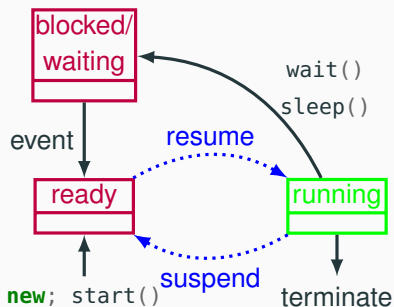 blocked/
waiting
wait()
sleep()
event
resume
ready
running
suspend
new; start()
terminate